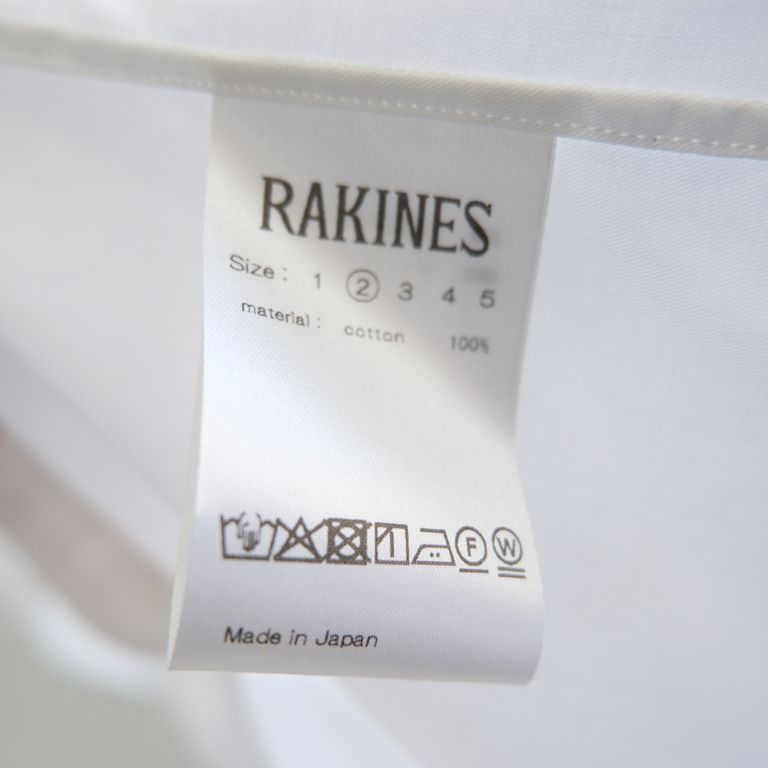 RAKINES
Size : 1 ② 3 4 5
material : cotton 100%
F W
Made in Japan